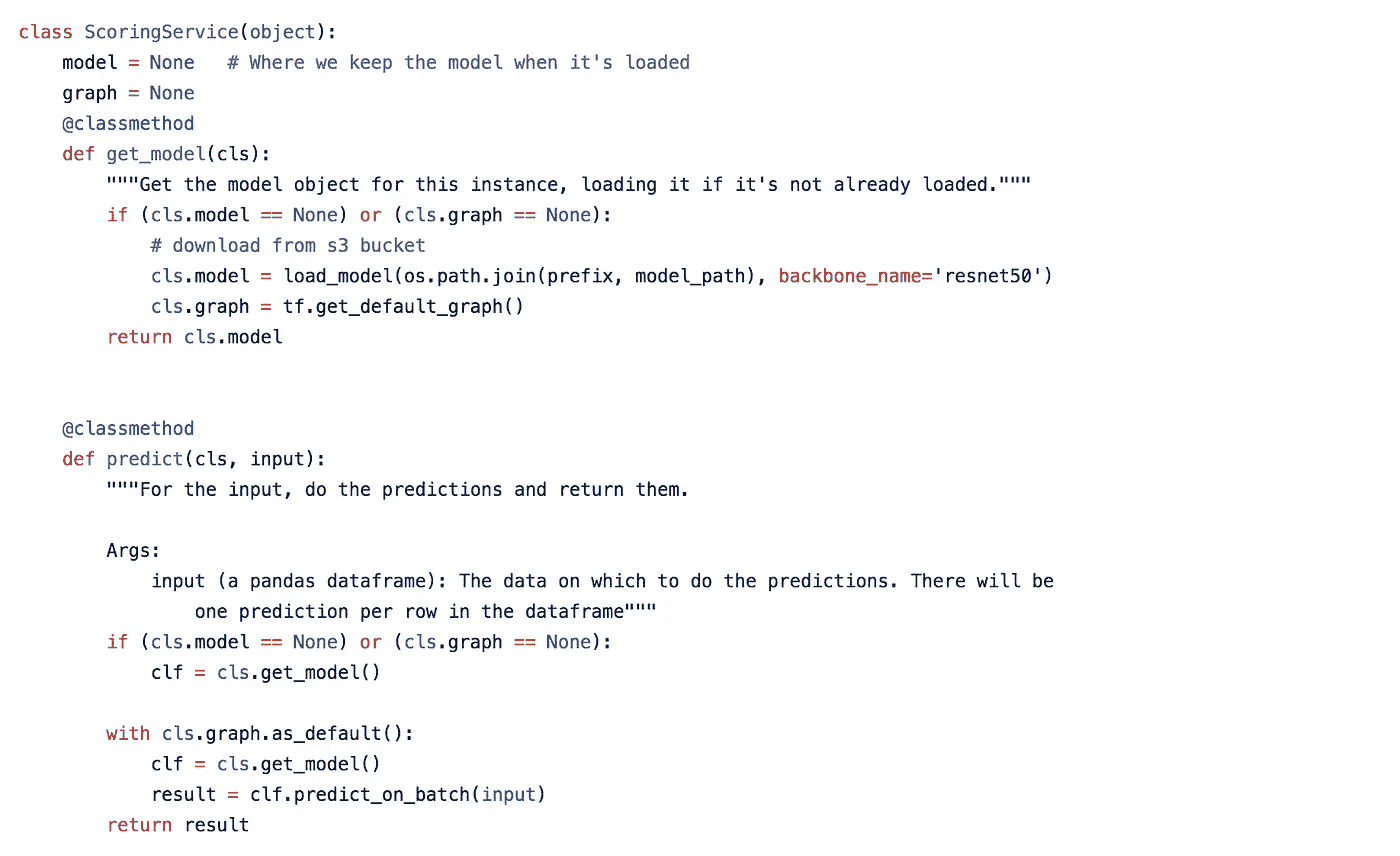 class ScoringService(object):
    model = None   # Where we keep the model when it's loaded
    graph = None
    @classmethod
    def get_model(cls):
        """Get the model object for this instance, loading it if it's not already loaded."""
        if (cls.model == None) or (cls.graph == None):
            # download from s3 bucket
            cls.model = load_model(os.path.join(prefix, model_path), backbone_name='resnet50')
            cls.graph = tf.get_default_graph()
        return cls.model
    @classmethod
    def predict(cls, input):
        """For the input, do the predictions and return them.
        Args:
            input (a pandas dataframe): The data on which to do the predictions. There will be
                one prediction per row in the dataframe"""
        if (cls.model == None) or (cls.graph == None):
            clf = cls.get_model()
        with cls.graph.as_default():
            clf = cls.get_model()
            result = clf.predict_on_batch(input)
        return result